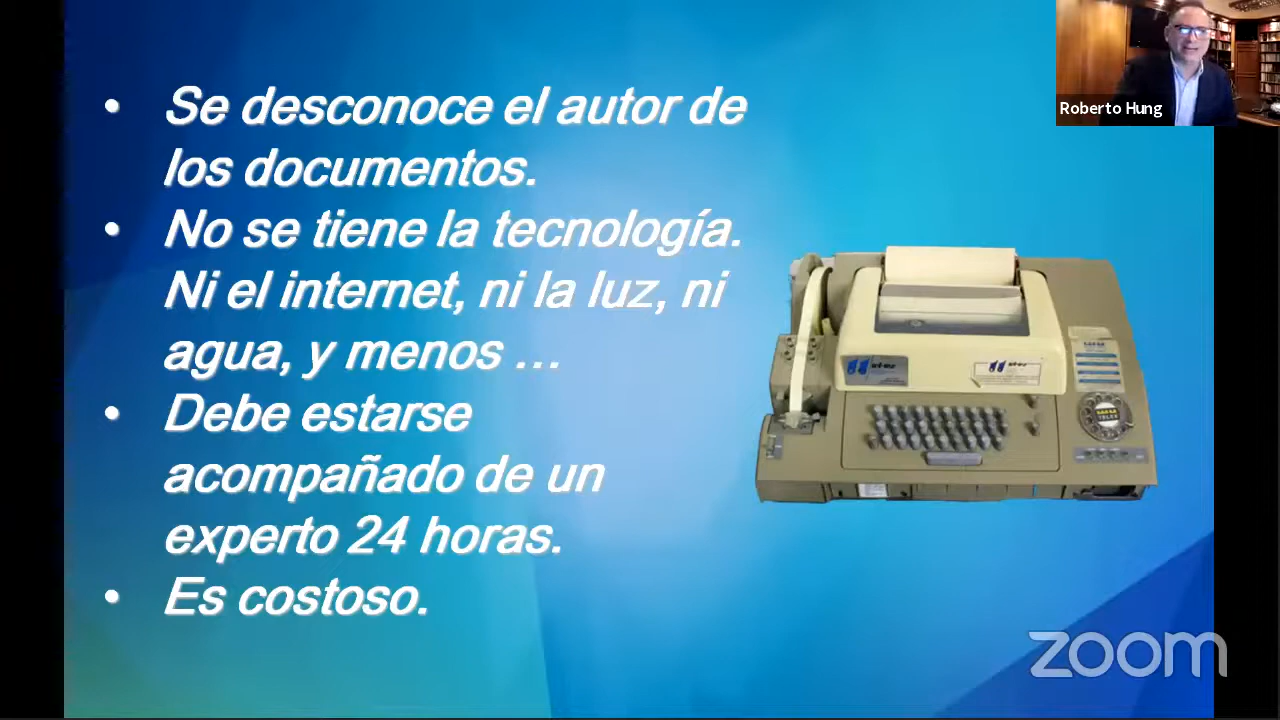 • Se desconoce el autor de
los documentos.
• No se tiene la tecnología.
Ni el internet, ni la luz, ni
agua, y menos ...
• Debe estarse
acompañado de un
experto 24 horas.
• Es costoso.
Roberto Hung
zoom